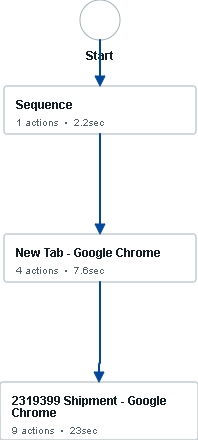 Start
Sequence
1 actions • 2.2sec
New Tab - Google Chrome
4 actions • 7.6sec
2319399 Shipment - Google
Chrome
9 actions • 23sec